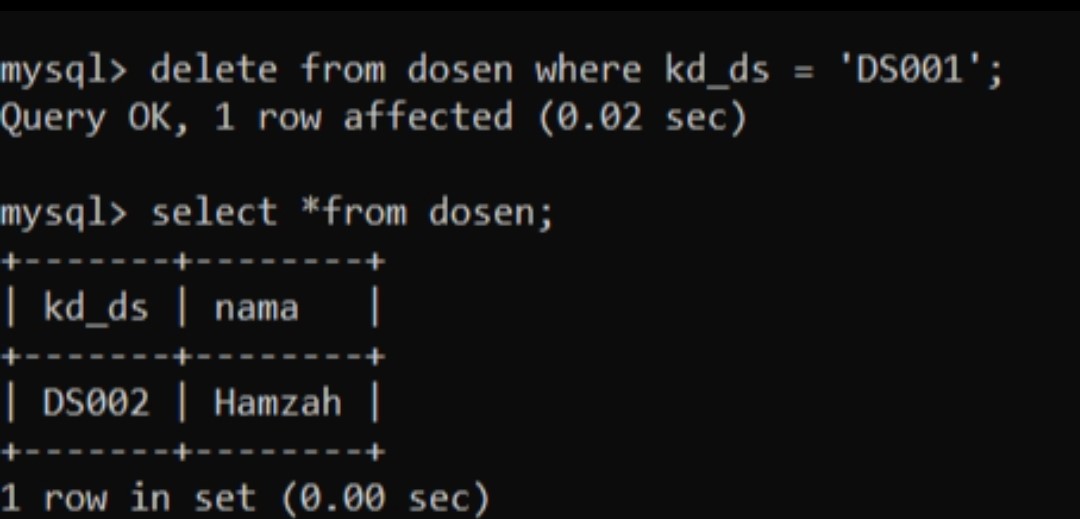 mysql> delete from dosen where kd_ds = 'DS001';
Query OK, 1 row affected (0.02 sec)
mysql> select *from dosen;
+-------+--------+
| kd_ds | nama   |
+-------+--------+
| DS002 | Hamzah |
+-------+--------+
1 row in set (0.00 sec)